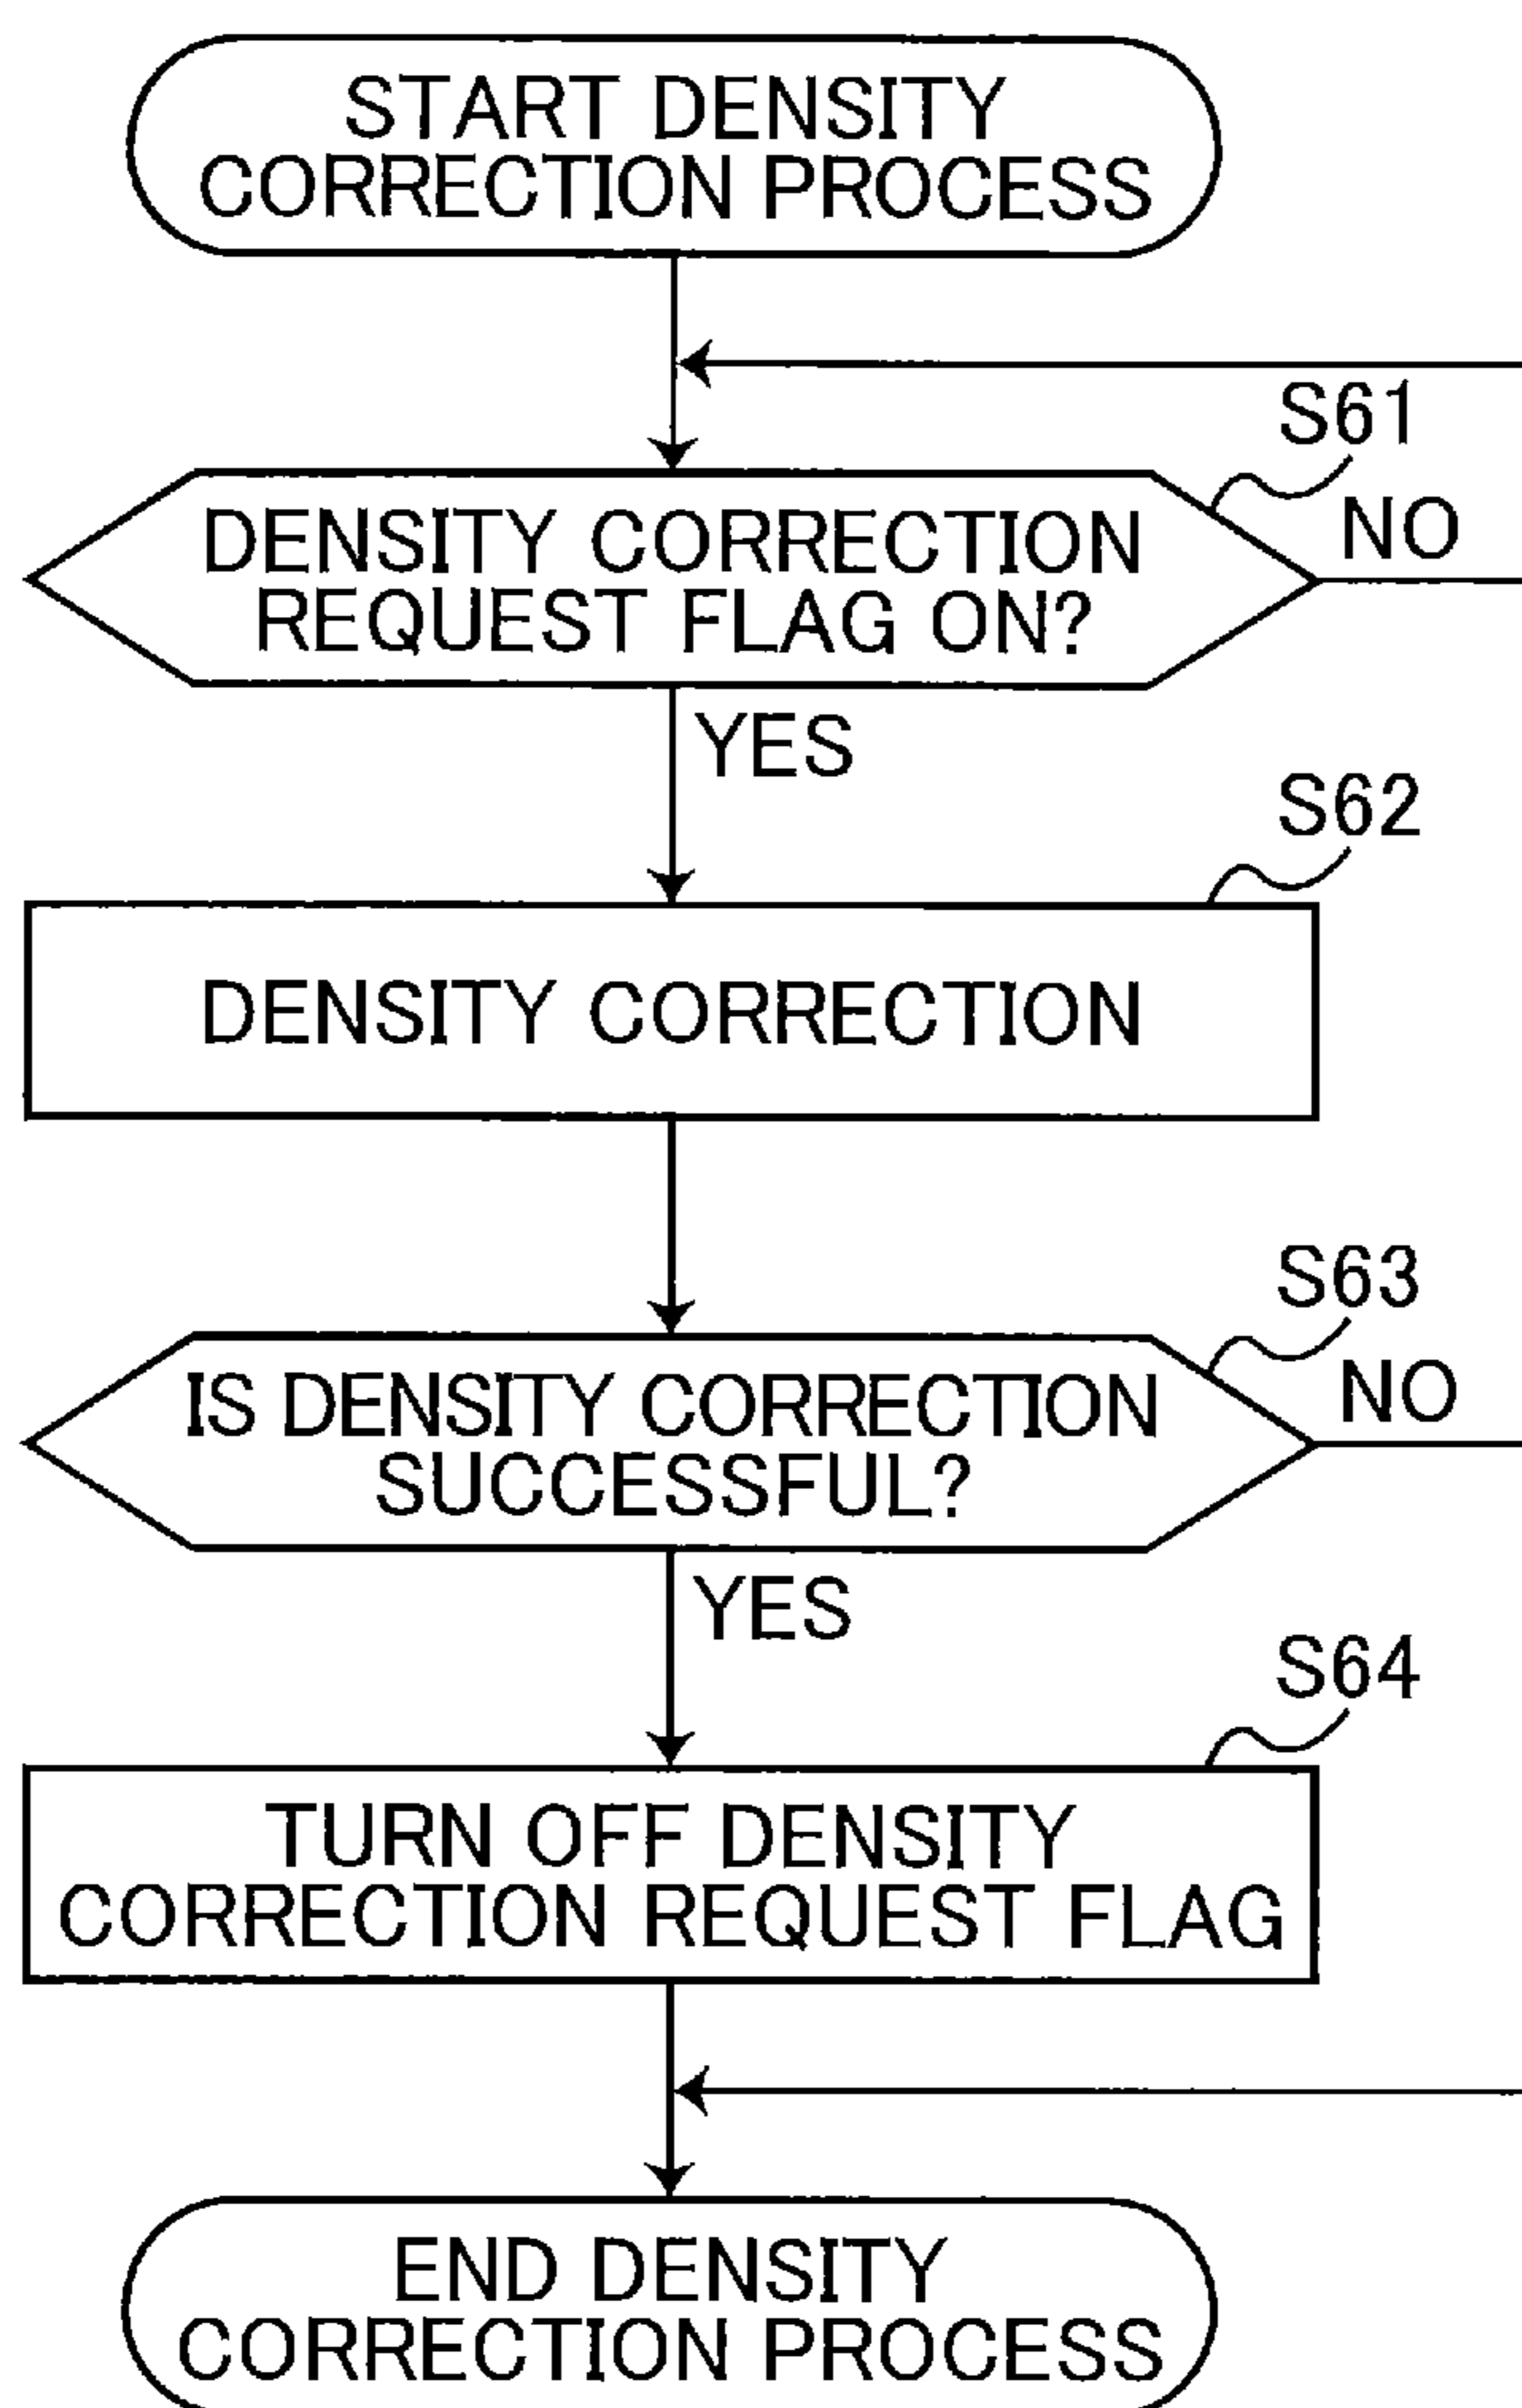 START DENSITY
CORRECTION PROCESS
S61
DENSITY CORRECTION
REQUEST FLAG ON?
NO
YES
S62
DENSITY CORRECTION
S63
IS DENSITY CORRECTION
SUCCESSFUL?
NO
YES
S64
TURN OFF DENSITY
CORRECTION REQUEST FLAG
END DENSITY
CORRECTION PROCESS